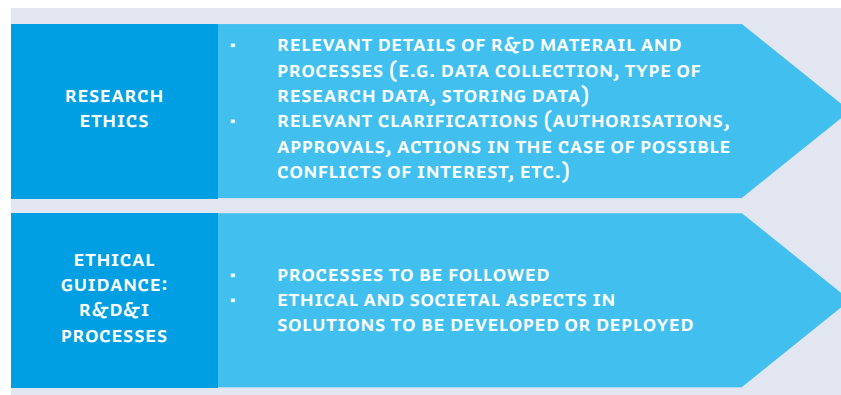 RESEARCH
ETHICS
▪ RELEVANT DETAILS OF R&D MATERAIL AND
PROCESSES (E.G. DATA COLLECTION, TYPE OF
RESEARCH DATA, STORING DATA)
▪ RELEVANT CLARIFICATIONS (AUTHORISATIONS,
APPROVALS, ACTIONS IN THE CASE OF POSSIBLE
CONFLICTS OF INTEREST, ETC.)
ETHICAL
GUIDANCE:
R&D&I
PROCESSES
▪ PROCESSES TO BE FOLLOWED
▪ ETHICAL AND SOCIETAL ASPECTS IN
SOLUTIONS TO BE DEVELOPED OR DEPLOYED